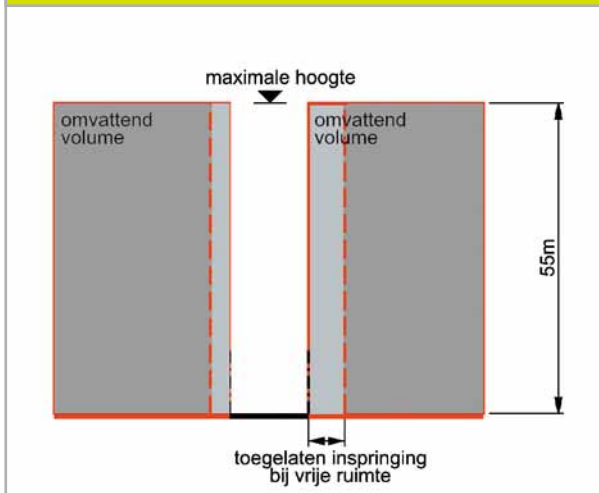 maximale hoogte
omvattend
volume
omvattend
volume
55m
toegelaten inspringing
bij vrije ruimte